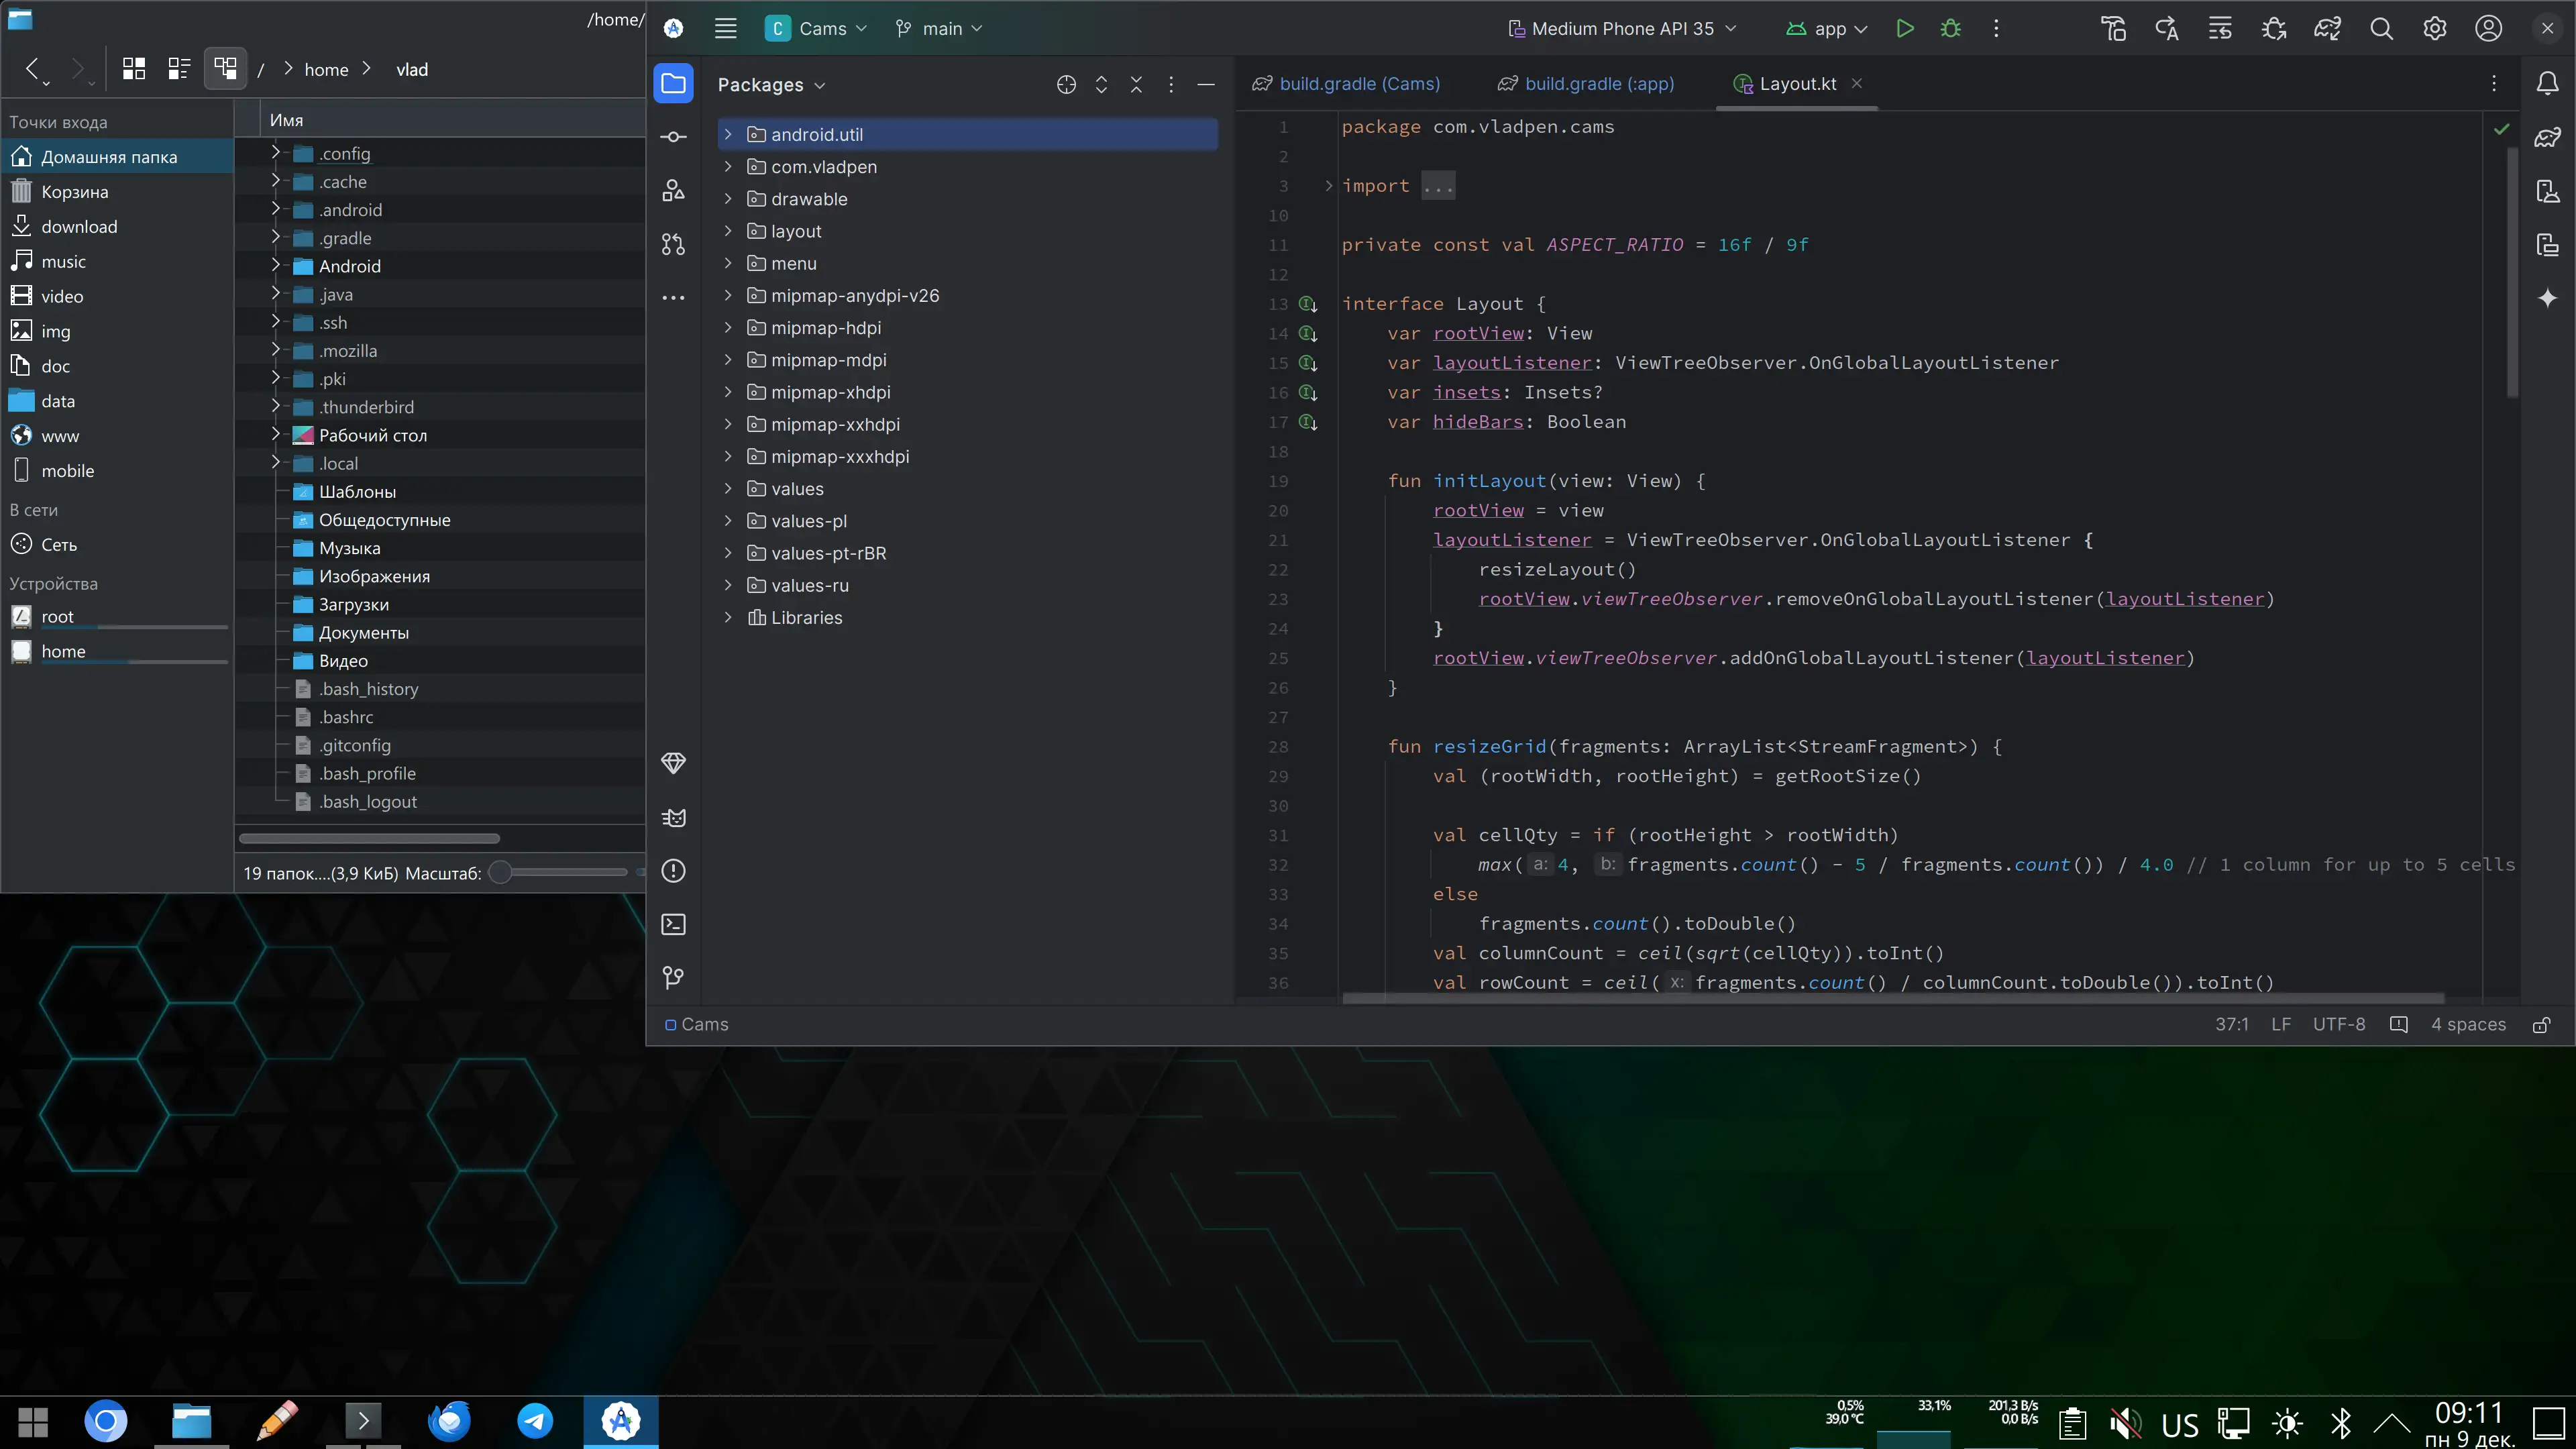 /home/
/ home vlad
Точки входа
Домашняя папка
Корзина
download
music
video
img
doc
data
www
mobile
В сети
Сеть
Устройства
root
home
Имя
.config
.cache
.android
.gradle
Android
.java
.ssh
.mozilla
.pki
.thunderbird
Рабочий стол
.local
Шаблоны
Общедоступные
Музыка
Изображения
Загрузки
Документы
Видео
.bash_history
.bashrc
.gitconfig
.bash_profile
.bash_logout
19 папок....(3,9 КиБ) Масштаб:
C Cams main Medium Phone API 35 app
Packages
android.util
com.vladpen
drawable
layout
menu
mipmap-anydpi-v26
mipmap-hdpi
mipmap-mdpi
mipmap-xhdpi
mipmap-xxhdpi
mipmap-xxxhdpi
values
values-pl
values-pt-rBR
values-ru
Libraries
build.gradle (Cams) build.gradle (:app) Layout.kt
1 package com.vladpen.cams
2
3 import ...
10
11 private const val ASPECT_RATIO = 16f / 9f
12
13 interface Layout {
14 var rootView: View
15 var layoutListener: ViewTreeObserver.OnGlobalLayoutListener
16 var insets: Insets?
17 var hideBars: Boolean
18
19 fun initLayout(view: View) {
20 rootView = view
21 layoutListener = ViewTreeObserver.OnGlobalLayoutListener {
22 resizeLayout()
23 rootView.viewTreeObserver.removeOnGlobalLayoutListener(layoutListener)
24 }
25 rootView.viewTreeObserver.addOnGlobalLayoutListener(layoutListener)
26 }
27
28 fun resizeGrid(fragments: ArrayList<StreamFragment>) {
29 val (rootWidth, rootHeight) = getRootSize()
30
31 val cellQty = if (rootHeight > rootWidth)
32 max( a: 4, b: fragments.count() - 5 / fragments.count()) / 4.0 // 1 column for up to 5 cells
33 else
34 fragments.count().toDouble()
35 val columnCount = ceil(sqrt(cellQty)).toInt()
36 val rowCount = ceil( x: fragments.count() / columnCount.toDouble()).toInt()
Cams
37:1 LF UTF-8 4 spaces
0,5%
39,0 °C
33,1%
201,3 B/s
0,0 B/s
US
09:11
пн 9 дек.